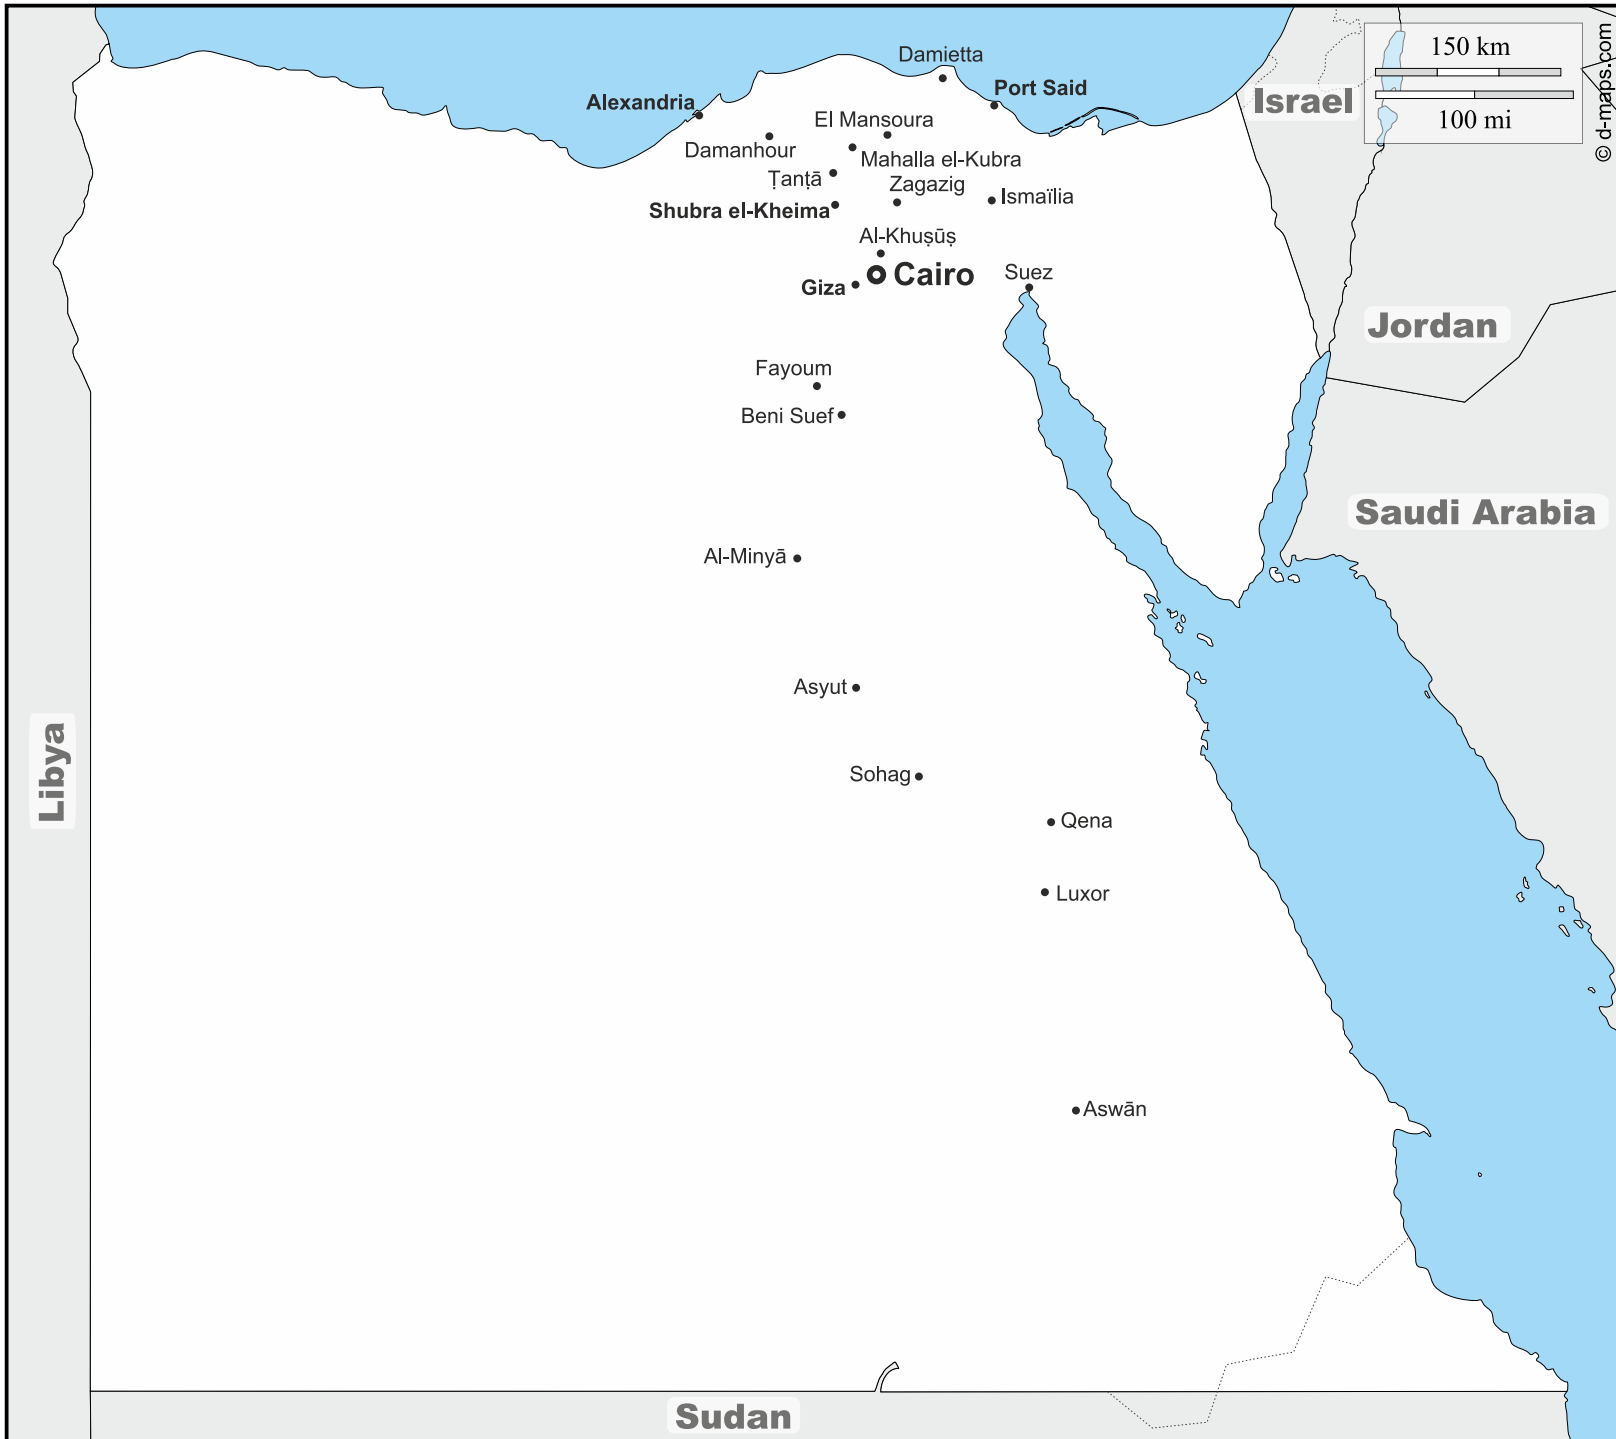 150 km
100 mi
© d-maps.com
Damietta
Port Said
Alexandria
Israel
El Mansoura
Damanhour
Mahalla el-Kubra
Ṭanṭā
Zagazig
Ismaïlia
Shubra el-Kheima
Al-Khuṣūṣ
Cairo
Suez
Giza
Jordan
Fayoum
Beni Suef
Saudi Arabia
Al-Minyā
Asyut
Libya
Sohag
Qena
Luxor
Aswān
Sudan